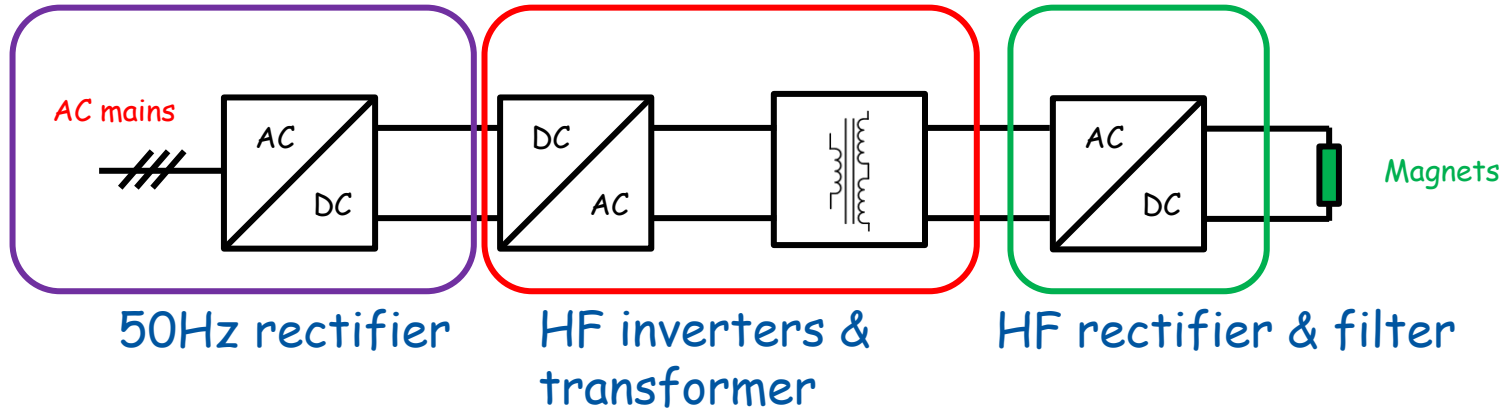 AC mains
AC
DC
DC
AC
AC
DC
Magnets
50Hz rectifier
HF inverters &
transformer
HF rectifier & filter